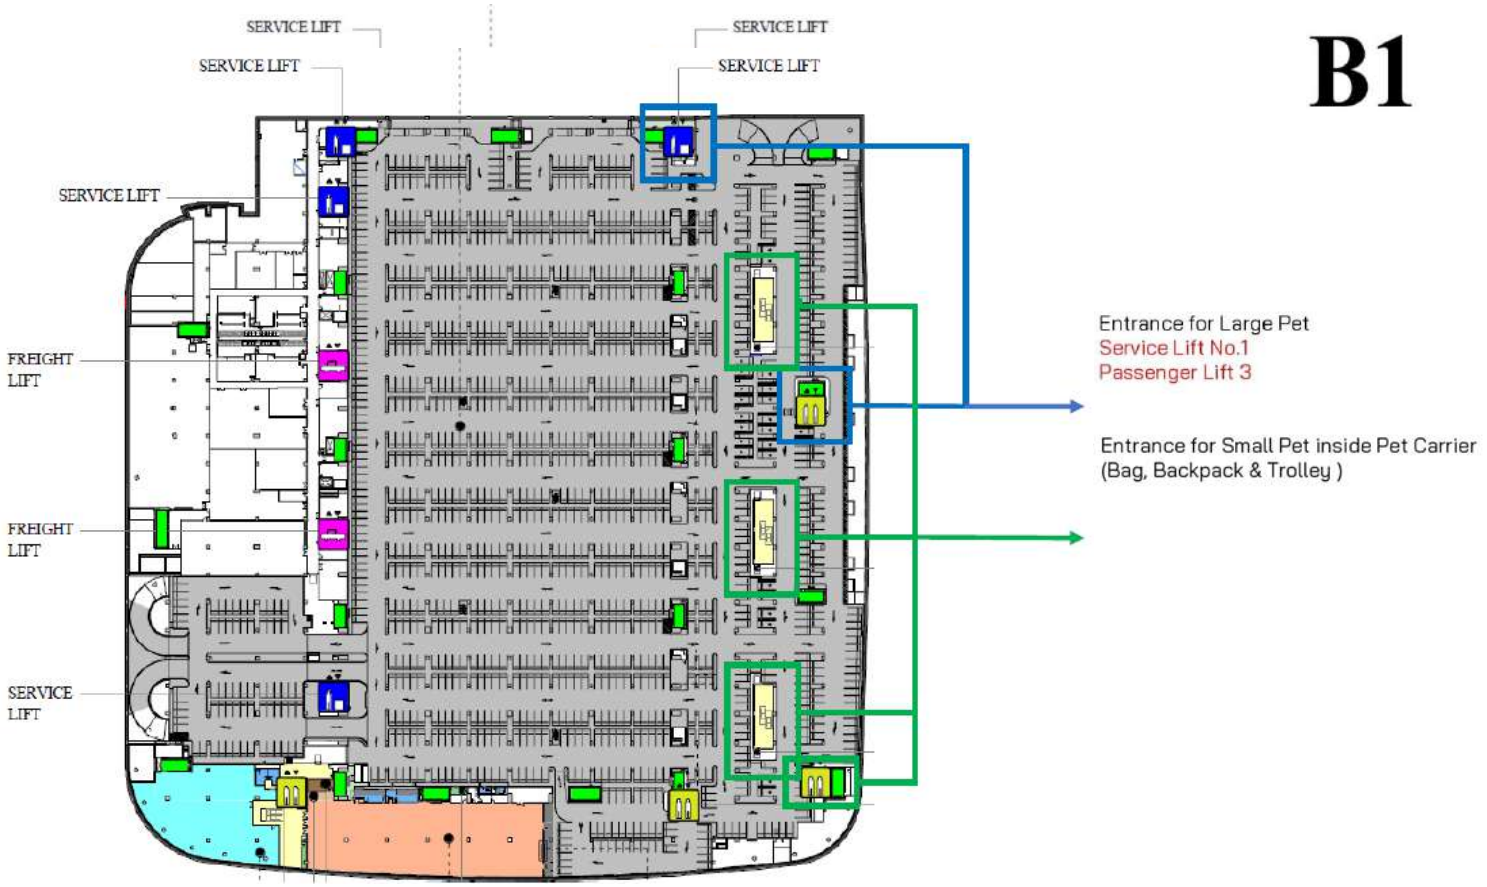 SERVICE LIFT
SERVICE LIFT
B1
SERVICE LIFT
SERVICE LIFT
SERVICE LIFT
Entrance for Large Pet
Service Lift No.1
Passenger Lift 3
FREIGHT
LIFT
Entrance for Small Pet inside Pet Carrier
(Bag, Backpack & Trolley )
FREIGHT
LIFT
SERVICE
LIFT